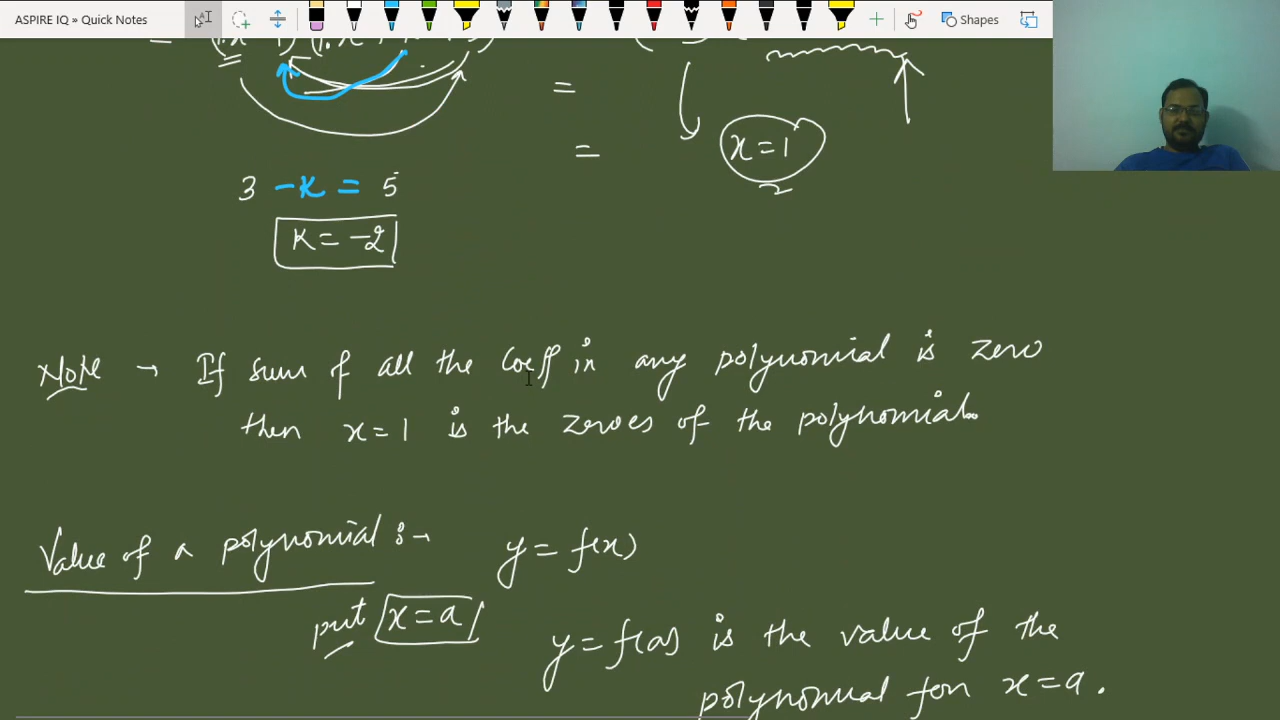 ASPIRE IQ » Quick Notes
Shapes
=
=
x=1
3 -K = 5
K= -2
Note → If sum of all the Coeff in any polynomial is zero
then x=1 is the zeroes of the polynomial.
Value of a polynomial :- y = f(x)
put x=a
y=f(a) is the value of the
polynomial for x=a.